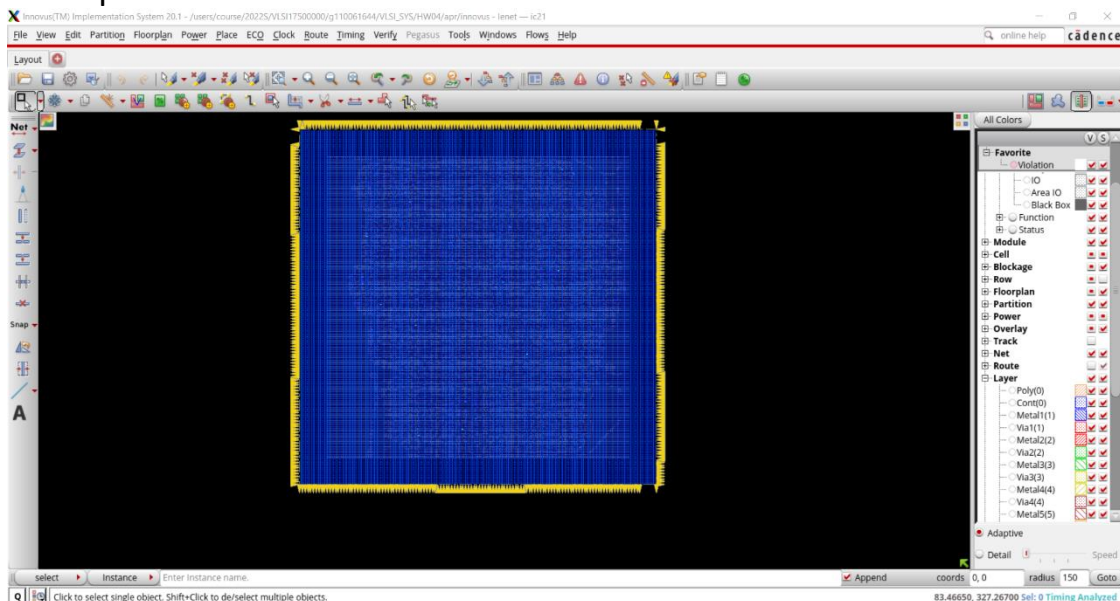 Innovus(TM) Implementation System 20.1 - /users/course/2022S/VLSI17500000/g110061644/VLSI_SYS/HW04/apr/innovus - lenet — ic21
File View Edit Partition Floorplan Power Place ECO Clock Route Timing Verify Pegasus Tools Windows Flows Help
online help cādence
Layout
All Colors
V S
Net
Favorite
Violation
IO
Area IO
Black Box
Function
Status
Module
Cell
Blockage
Row
Floorplan
Partition
Power
Overlay
Track
Net
Route
Layer
Poly(0)
Cont(0)
Metal1(1)
Via1(1)
Metal2(2)
Via2(2)
Metal3(3)
Via3(3)
Metal4(4)
Via4(4)
Metal5(5)
Snap
A
Adaptive
Detail Speed
select Instance Enter Instance name. Append coords 0, 0 radius 150 Goto
Q Click to select single object. Shift+Click to de/select multiple objects. 83.46650, 327.26700 Sel: 0 Timing Analyzed